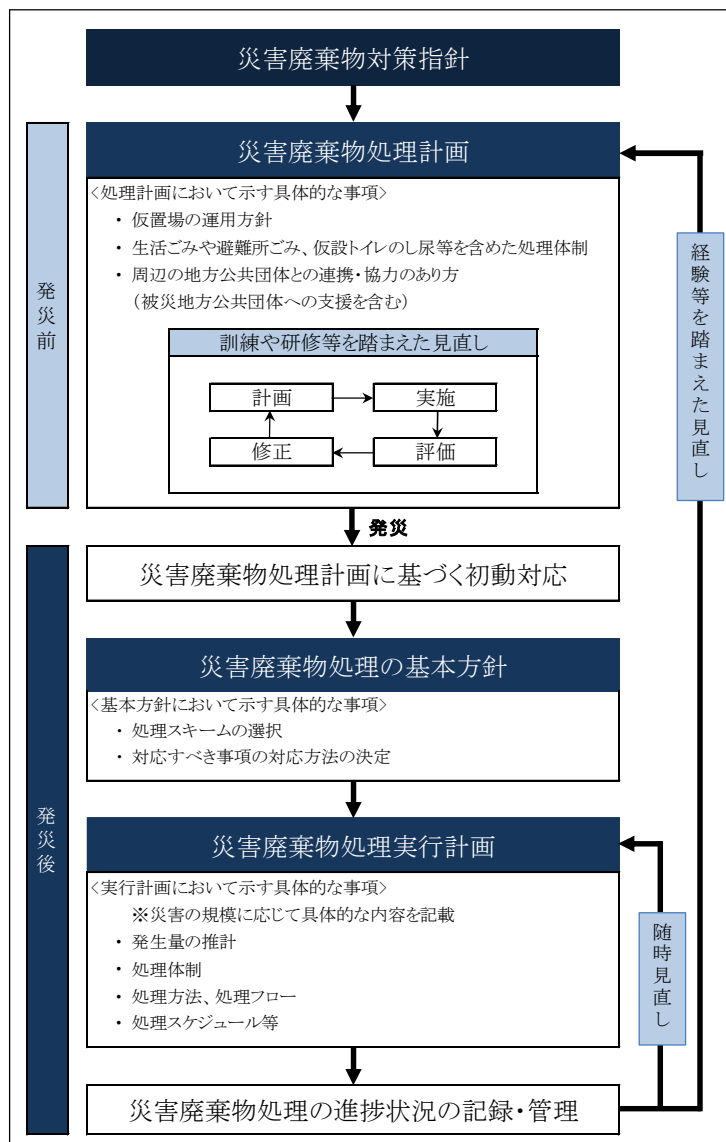 災害廃棄物対策指針
発災前
災害廃棄物処理計画
<処理計画において示す具体的な事項>
・ 仮置場の運用方針
・ 生活ごみや避難所ごみ、仮設トイレのし尿等を含めた処理体制
・ 周辺の地方公共団体との連携・協力のあり方
(被災地方公共団体への支援を含む)
訓練や研修等を踏まえた見直し
計画
実施
修正
評価
経験等を踏まえた見直し
発災
発災後
災害廃棄物処理計画に基づく初動対応
災害廃棄物処理の基本方針
<基本方針において示す具体的な事項>
・ 処理スキームの選択
・ 対応すべき事項の対応方法の決定
災害廃棄物処理実行計画
<実行計画において示す具体的な事項>
※災害の規模に応じて具体的な内容を記載
・ 発生量の推計
・ 処理体制
・ 処理方法、処理フロー
・ 処理スケジュール等
随時見直し
災害廃棄物処理の進捗状況の記録・管理